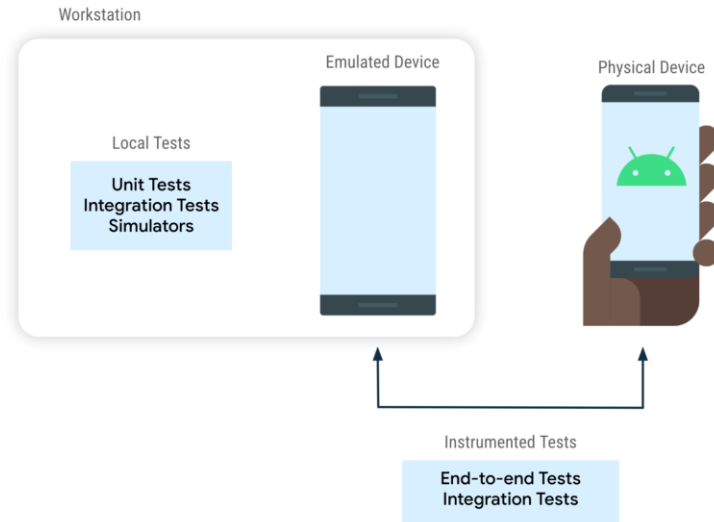 Workstation
Emulated Device
Physical Device
Local Tests
Unit Tests
Integration Tests
Simulators
Instrumented Tests
End-to-end Tests
Integration Tests